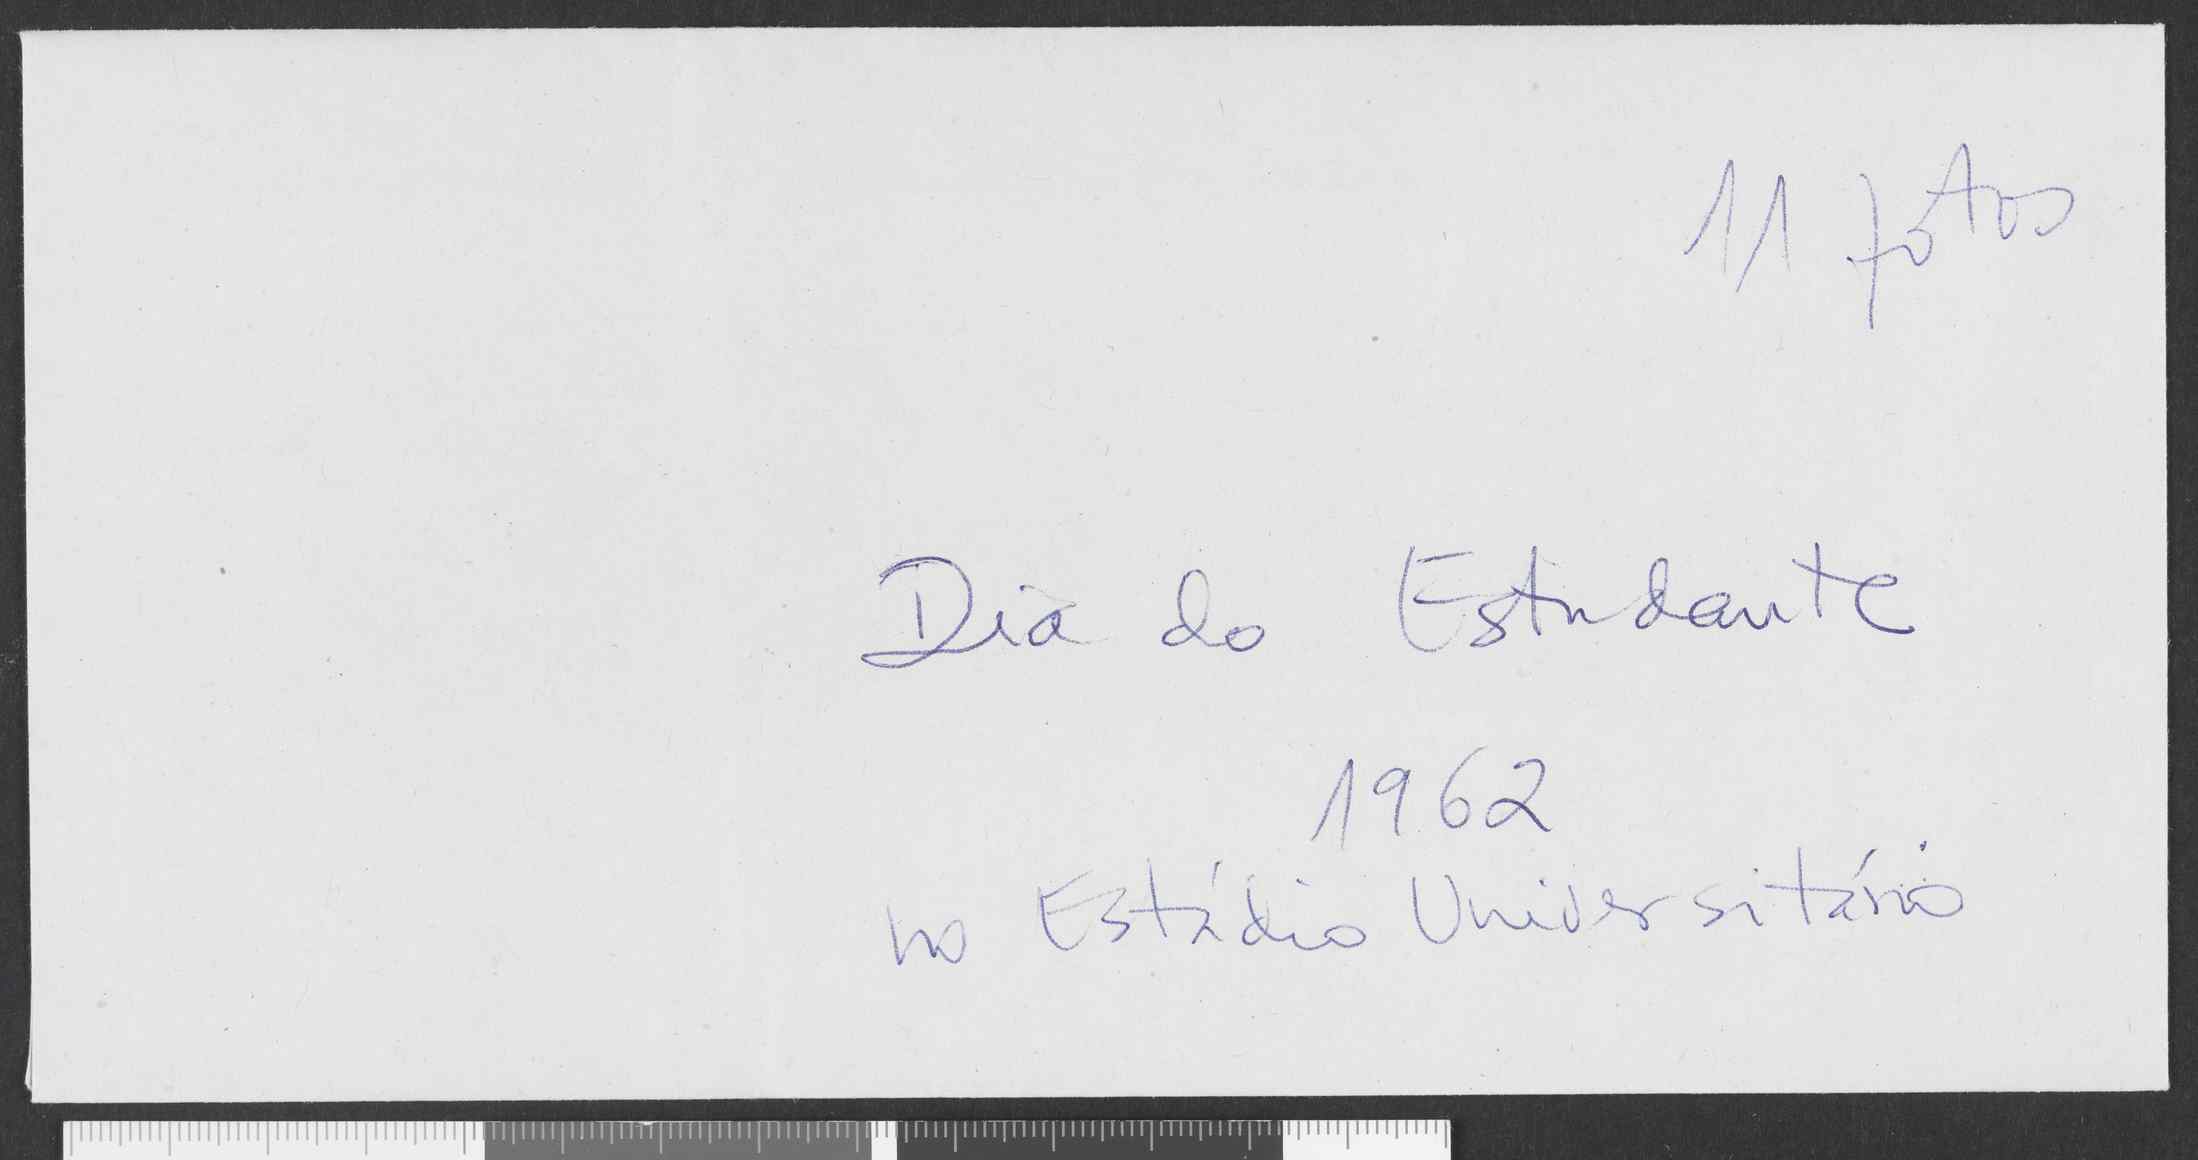 11 fotos
Dia do Estudante
1962
no Estádio Universitário